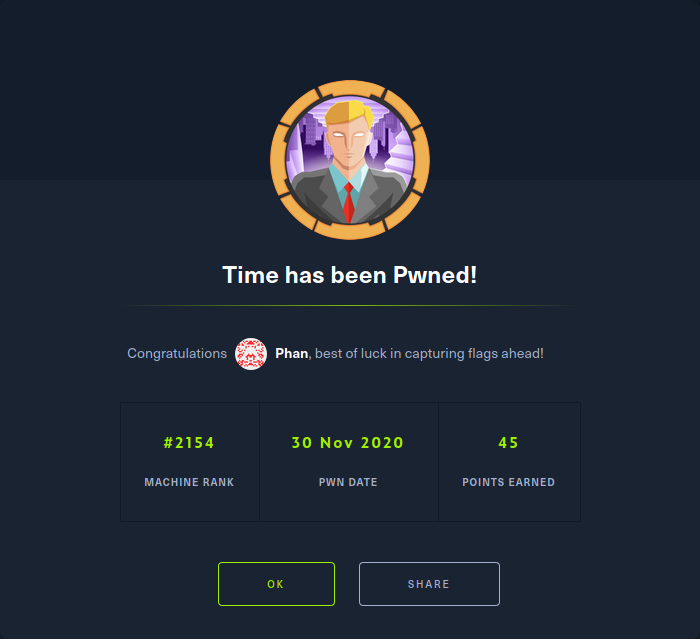 Time has been Pwned!
Congratulations Phan, best of luck in capturing flags ahead!
#2154 30 Nov 2020 45
MACHINE RANK PWN DATE POINTS EARNED
OK SHARE